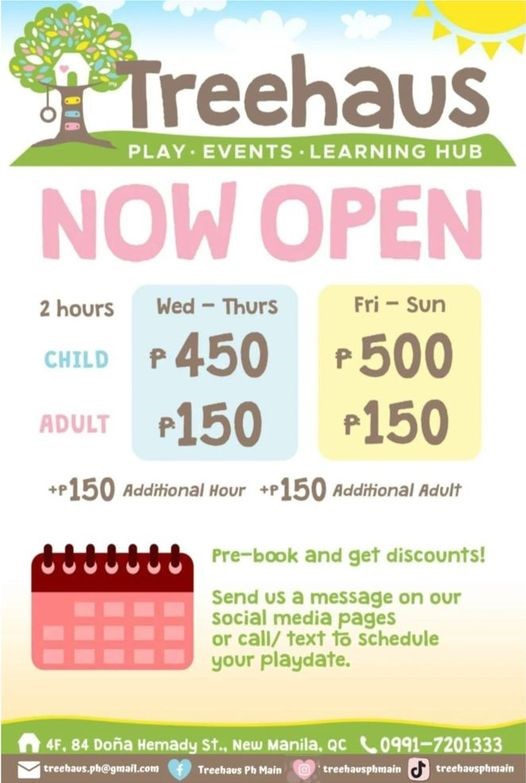 Treehaus
PLAY · EVENTS · LEARNING HUB
NOW OPEN
2 hours Wed – Thurs Fri – Sun
CHILD ₱450 ₱500
ADULT ₱150 ₱150
+₱150 Additional Hour +₱150 Additional Adult
Pre-book and get discounts!
Send us a message on our
social media pages
or call/ text to schedule
your playdate.
4F, 84 Doña Hemady St., New Manila, QC 0991-7201333
treehaus.ph@gmail.com Treehaus Ph Main treehausphmain treehausphmain